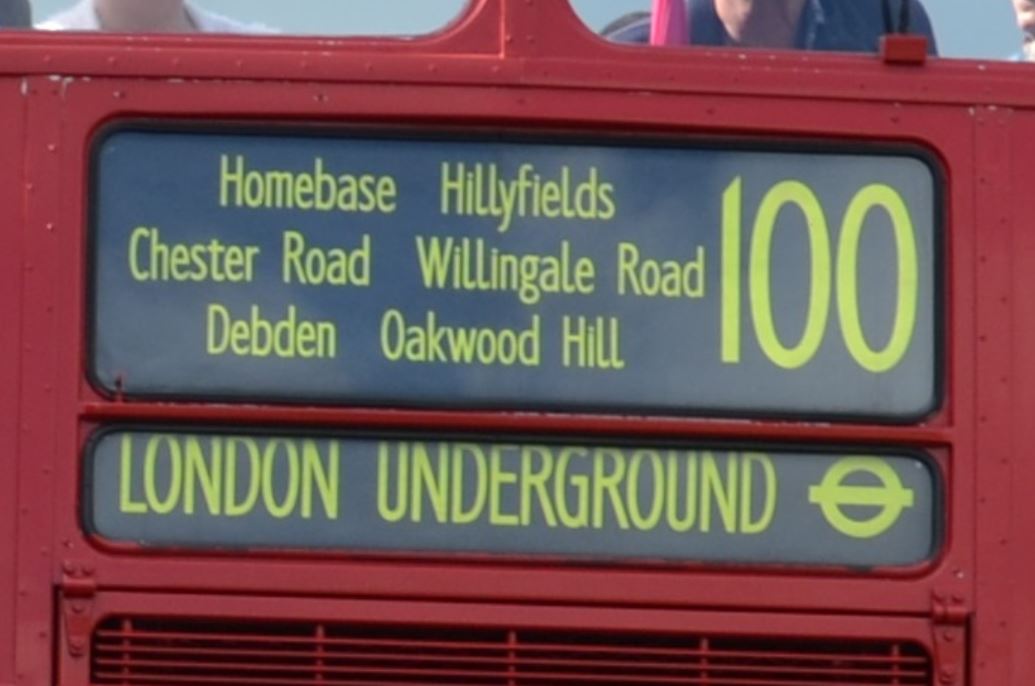 Homebase Hillyfields
Chester Road Willingale Road
Debden Oakwood Hill
100
LONDON UNDERGROUND